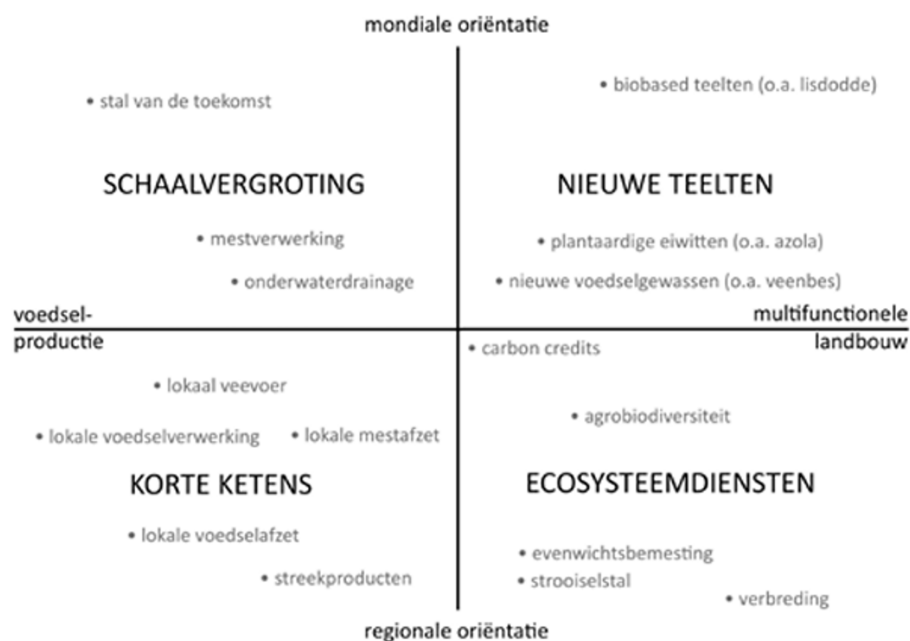 mondiale oriëntatie
• stal van de toekomst
• biobased teelten (o.a. lisdodde)
SCHAALVERGROTING
NIEUWE TEELTEN
• mestverwerking
• plantaardige eiwitten (o.a. azola)
• onderwaterdrainage
• nieuwe voedselgewassen (o.a. veenbes)
voedsel-
productie
multifunctionele
landbouw
• carbon credits
• lokaal veevoer
• agrobiodiversiteit
• lokale voedselverwerking
• lokale mestafzet
KORTE KETENS
ECOSYSTEEMDIENSTEN
• lokale voedselafzet
• evenwichtsbemesting
• streekproducten
• strooiselstal
• verbreding
regionale oriëntatie